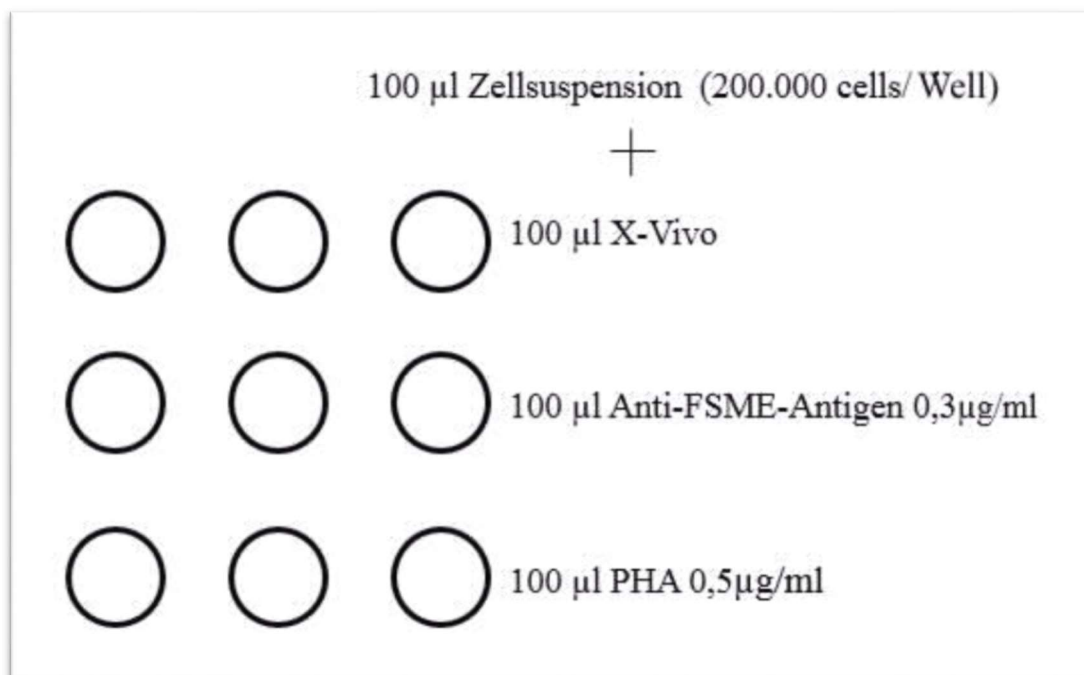 100 µl Zellsuspension (200.000 cells/ Well)
+
100 µl X-Vivo
100 µl Anti-FSME-Antigen 0,3µg/ml
100 µl PHA 0,5µg/ml